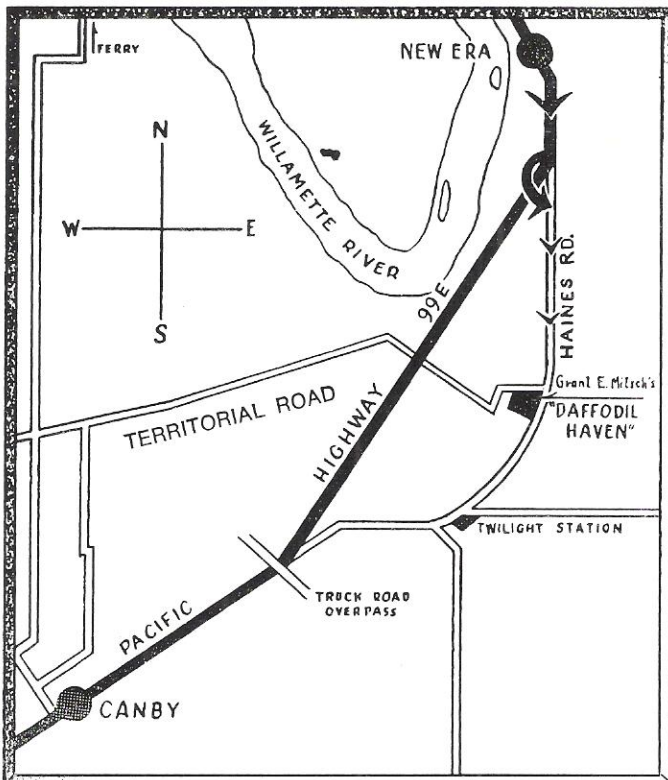 FERRY
NEW ERA
N
W
E
S
WILLAMETTE RIVER
99E
HAINES RD.
Grant E. Mitsch's
"DAFFODIL
HAVEN"
TERRITORIAL ROAD
HIGHWAY
TWILIGHT STATION
TRUCK ROAD
OVERPASS
PACIFIC
CANBY